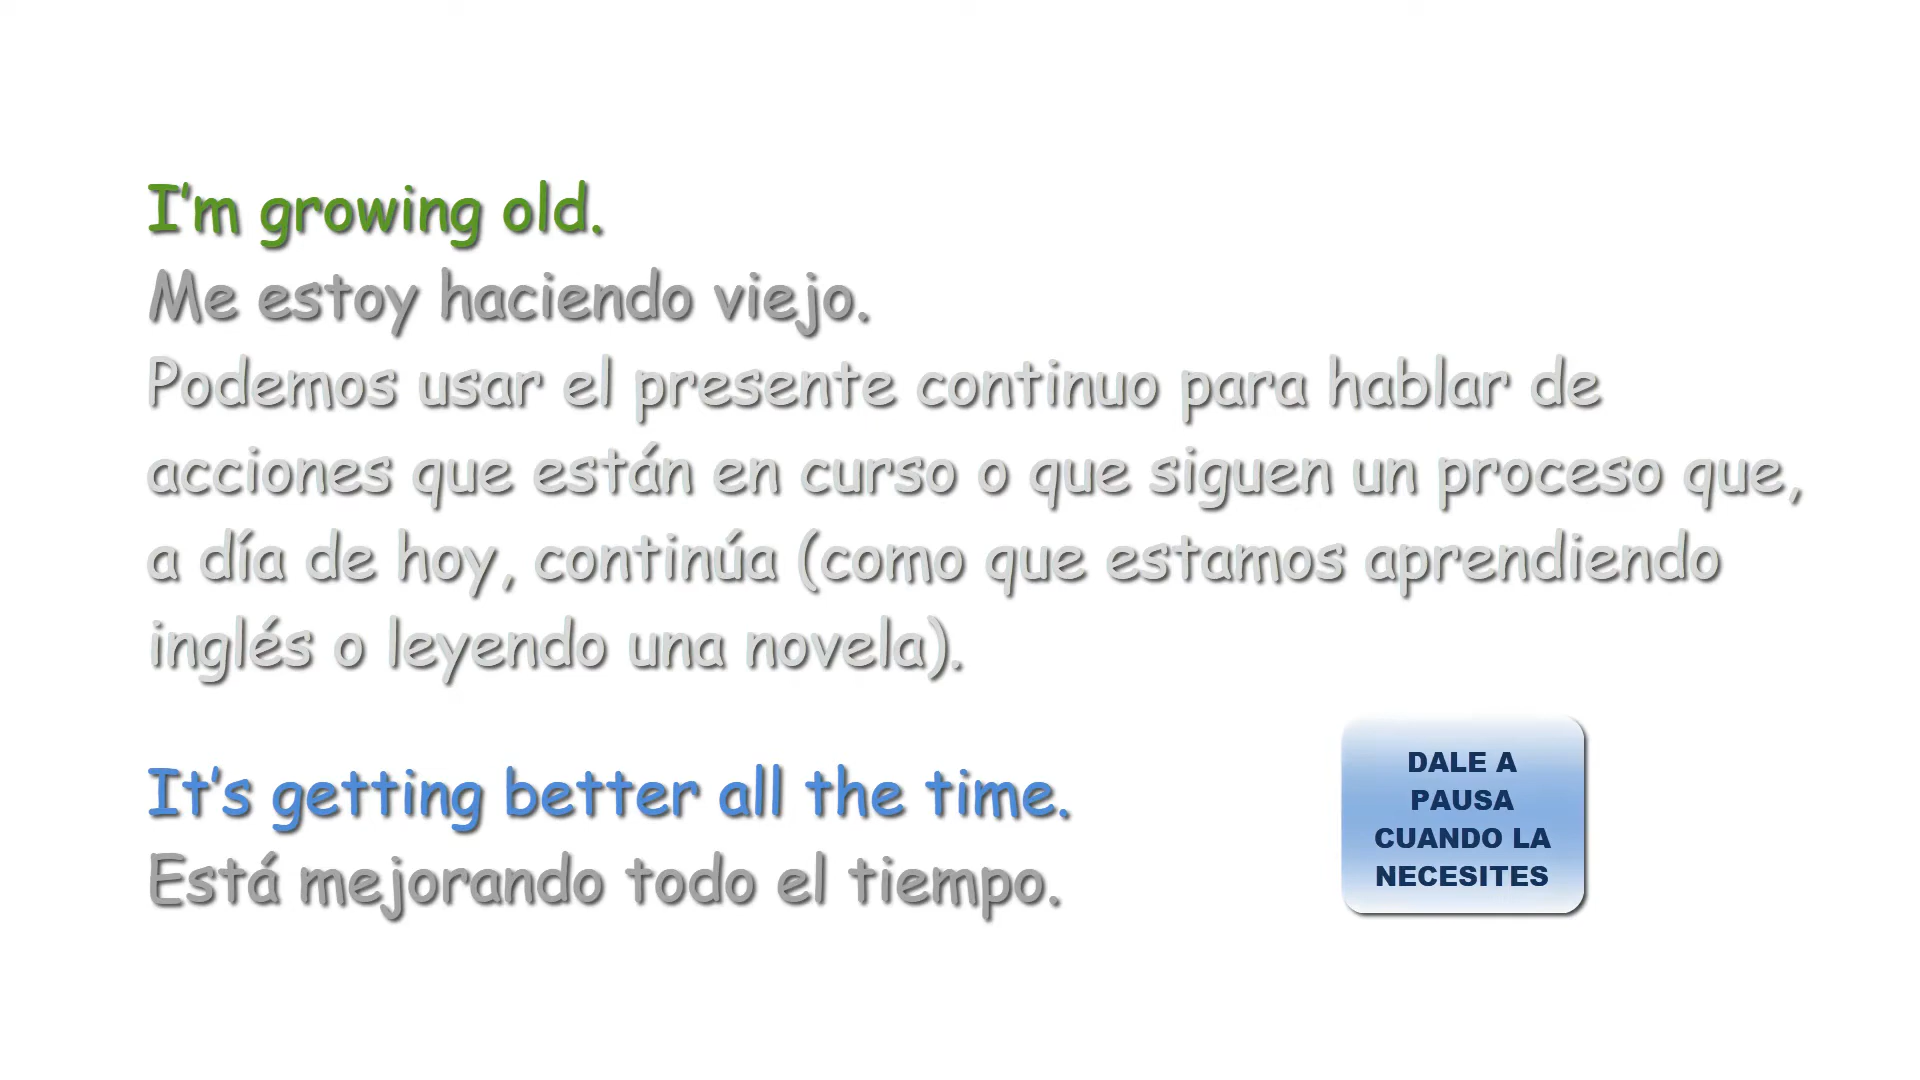 I’m growing old.
Me estoy haciendo viejo.
Podemos usar el presente continuo para hablar de
acciones que están en curso o que siguen un proceso que,
a día de hoy, continúa (como que estamos aprendiendo
inglés o leyendo una novela).
It’s getting better all the time.
Está mejorando todo el tiempo.
DALE A
PAUSA
CUANDO LA
NECESITES